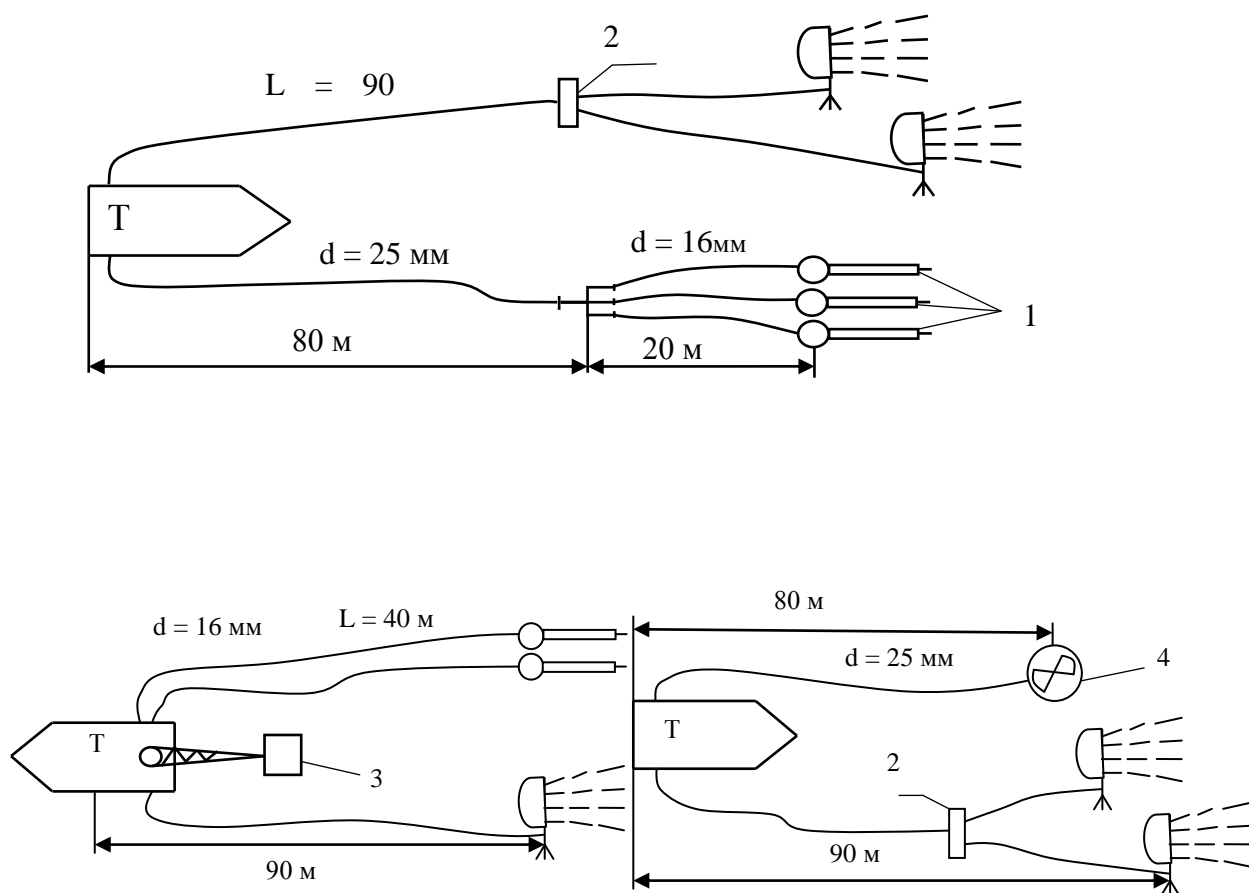 2
L = 90
T
d = 25 мм
d = 16мм
1
80 м
20 м
80 м
d = 16 мм
L = 40 м
d = 25 мм
4
T
T
3
2
90 м
90 м